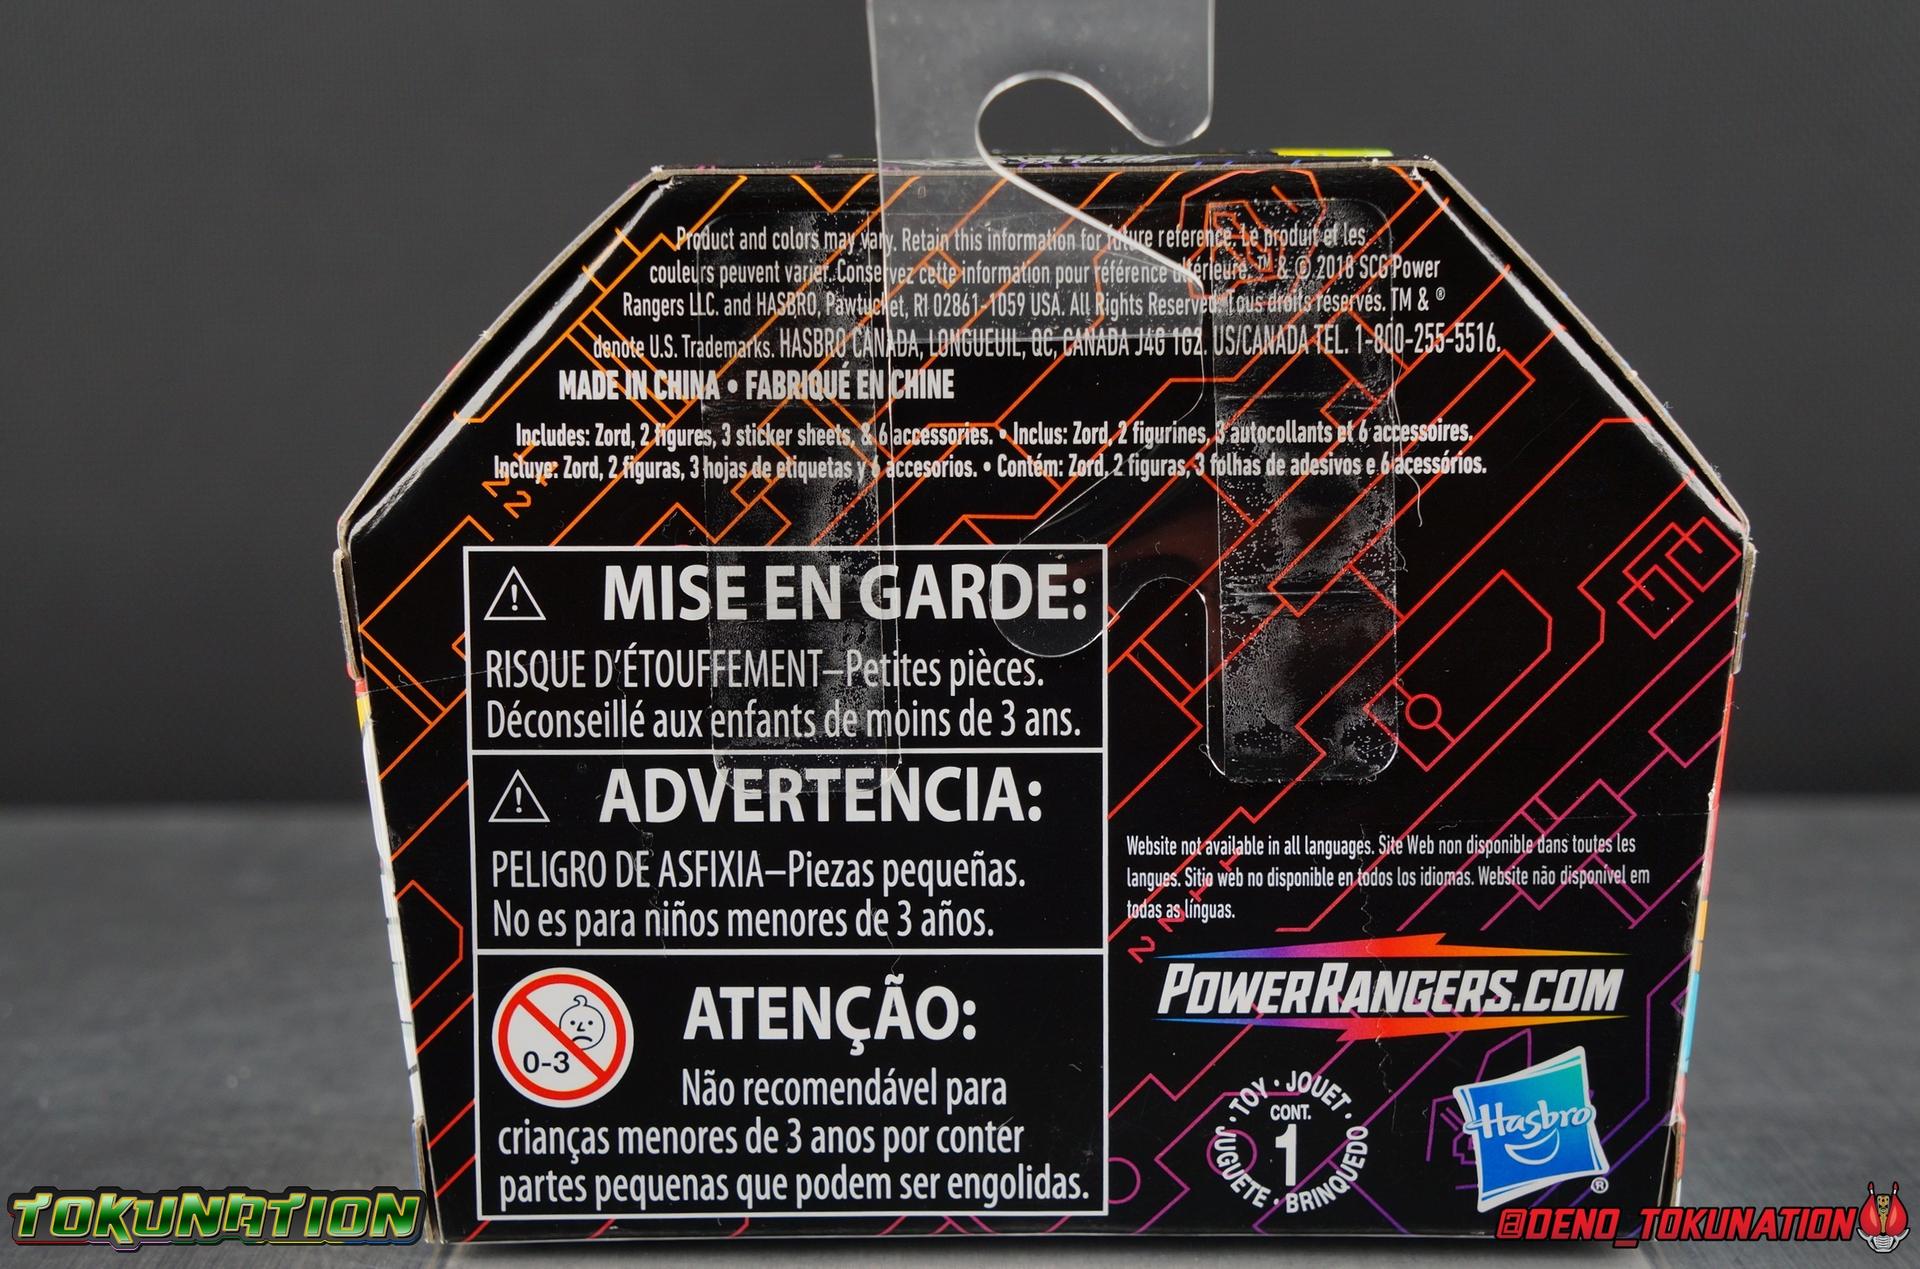 Product and colors may vary. Retain this information for future reference. Le produit et les
couleurs peuvent varier. Conservez cette information pour référence ultérieure. ™ & © 2018 SCG Power
Rangers LLC. and HASBRO, Pawtucket, RI 02861-1059 USA. All Rights Reserved. Tous droits réservés. TM & ®
denote U.S. Trademarks. HASBRO CANADA, LONGUEUIL, QC, CANADA J4G 1G2. US/CANADA TEL. 1-800-255-5516.
MADE IN CHINA • FABRIQUÉ EN CHINE
Includes: Zord, 2 figures, 3 sticker sheets, & 6 accessories. • Inclus: Zord, 2 figurines, 3 autocollants et 6 accessoires.
Incluye: Zord, 2 figuras, 3 hojas de etiquetas y 6 accesorios. • Contém: Zord, 2 figuras, 3 folhas de adesivos e 6 acessórios.
MISE EN GARDE:
RISQUE D'ÉTOUFFEMENT–Petites pièces.
Déconseillé aux enfants de moins de 3 ans.
ADVERTENCIA:
PELIGRO DE ASFIXIA–Piezas pequeñas.
No es para niños menores de 3 años.
0-3
ATENÇÃO:
Não recomendável para
crianças menores de 3 anos por conter
partes pequenas que podem ser engolidas.
Website not available in all languages. Site Web non disponible dans toutes les
langues. Sitio web no disponible en todos los idiomas. Website não disponível em
todas as línguas.
POWERRANGERS.COM
TOY · JOUET · BRINQUEDO · JUGUETE ·
CONT.
1
Hasbro ®
TOKUNATION
@DENO_TOKUNATION